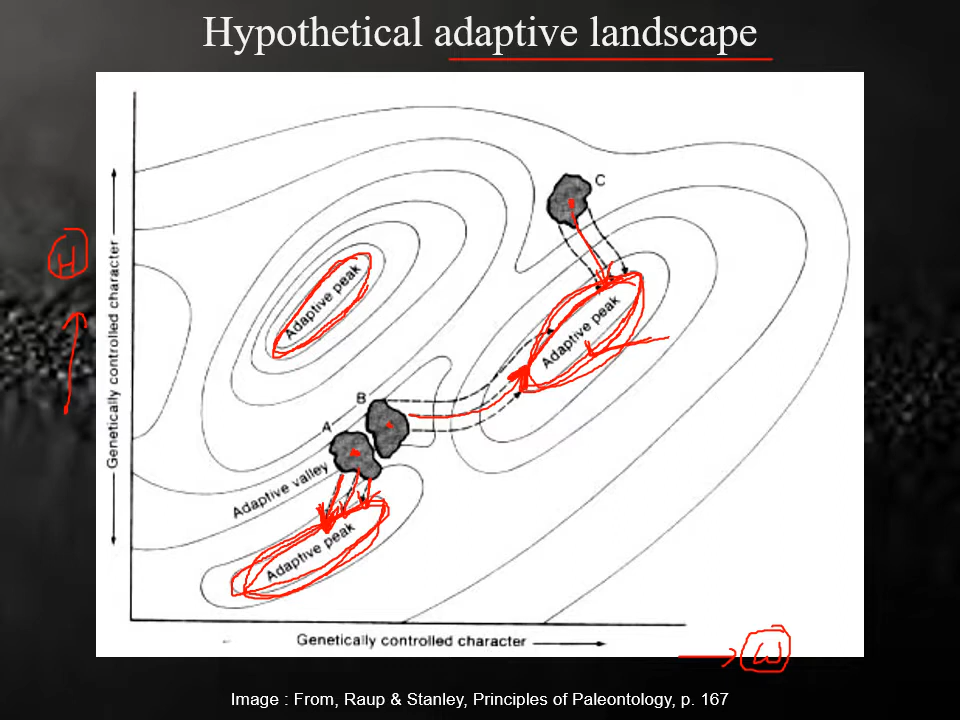 Hypothetical adaptive landscape
C
H
Genetically controlled character
Adaptive peak
Adaptive peak
B
A
Adaptive valley
Adaptive peak
Genetically controlled character
W
Image : From, Raup & Stanley, Principles of Paleontology, p. 167